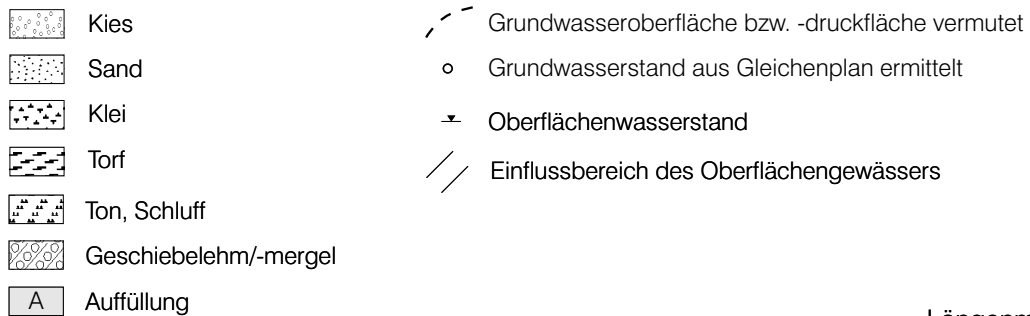 Kies
Sand
Klei
Torf
Ton, Schluff
Geschiebelehm/-mergel
A Auffüllung
Grundwasseroberfläche bzw. -druckfläche vermutet
Grundwasserstand aus Gleichenplan ermittelt
Oberflächenwasserstand
Einflussbereich des Oberflächengewässers